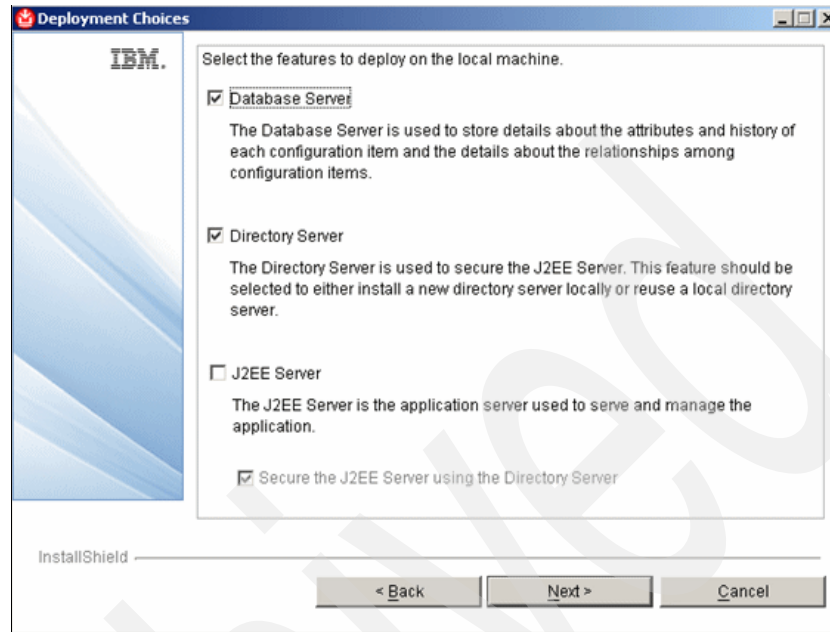 Deployment Choices
IBM.
Select the features to deploy on the local machine.
Database Server
The Database Server is used to store details about the attributes and history of
each configuration item and the details about the relationships among
configuration items.
Directory Server
The Directory Server is used to secure the J2EE Server. This feature should be
selected to either install a new directory server locally or reuse a local directory
server.
J2EE Server
The J2EE Server is the application server used to serve and manage the
application.
Secure the J2EE Server using the Directory Server
InstallShield
< Back
Next >
Cancel